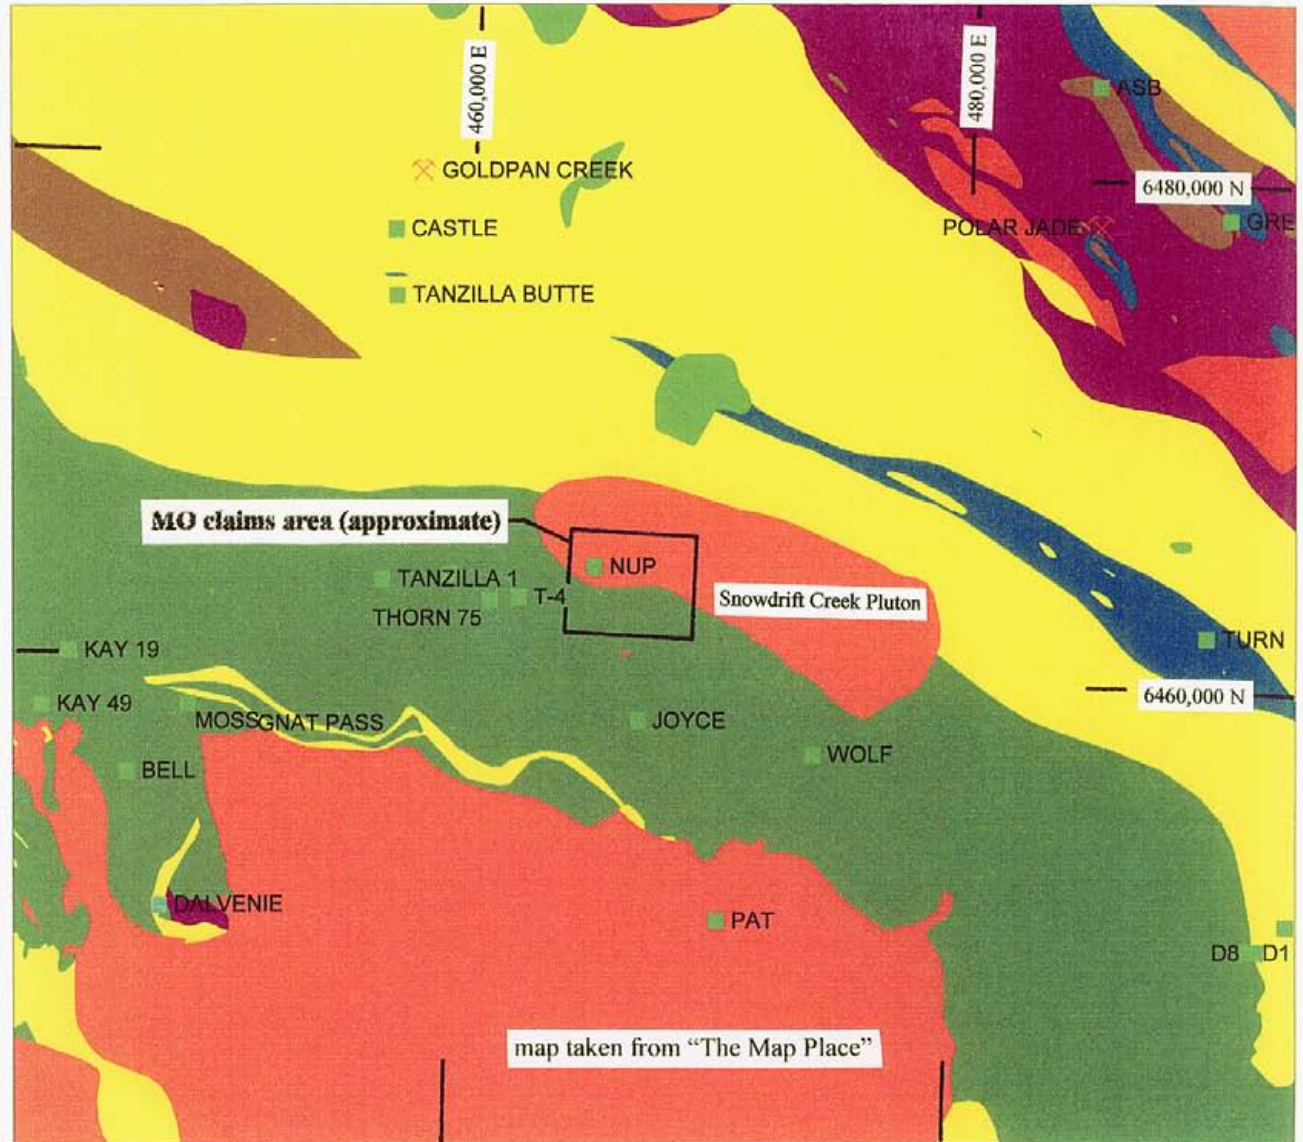 460,000 E
480,000 E
ASB
GOLDPAN CREEK
6480,000 N
CASTLE
POLAR JADE
GRE
TANZILLA BUTTE
MO claims area (approximate)
NUP
TANZILLA 1
T-4
Snowdrift Creek Pluton
THORN 75
TURN
KAY 19
6460,000 N
KAY 49
MOSS
GNAT PASS
JOYCE
WOLF
BELL
DALVENIE
PAT
D8
D1
map taken from “The Map Place”